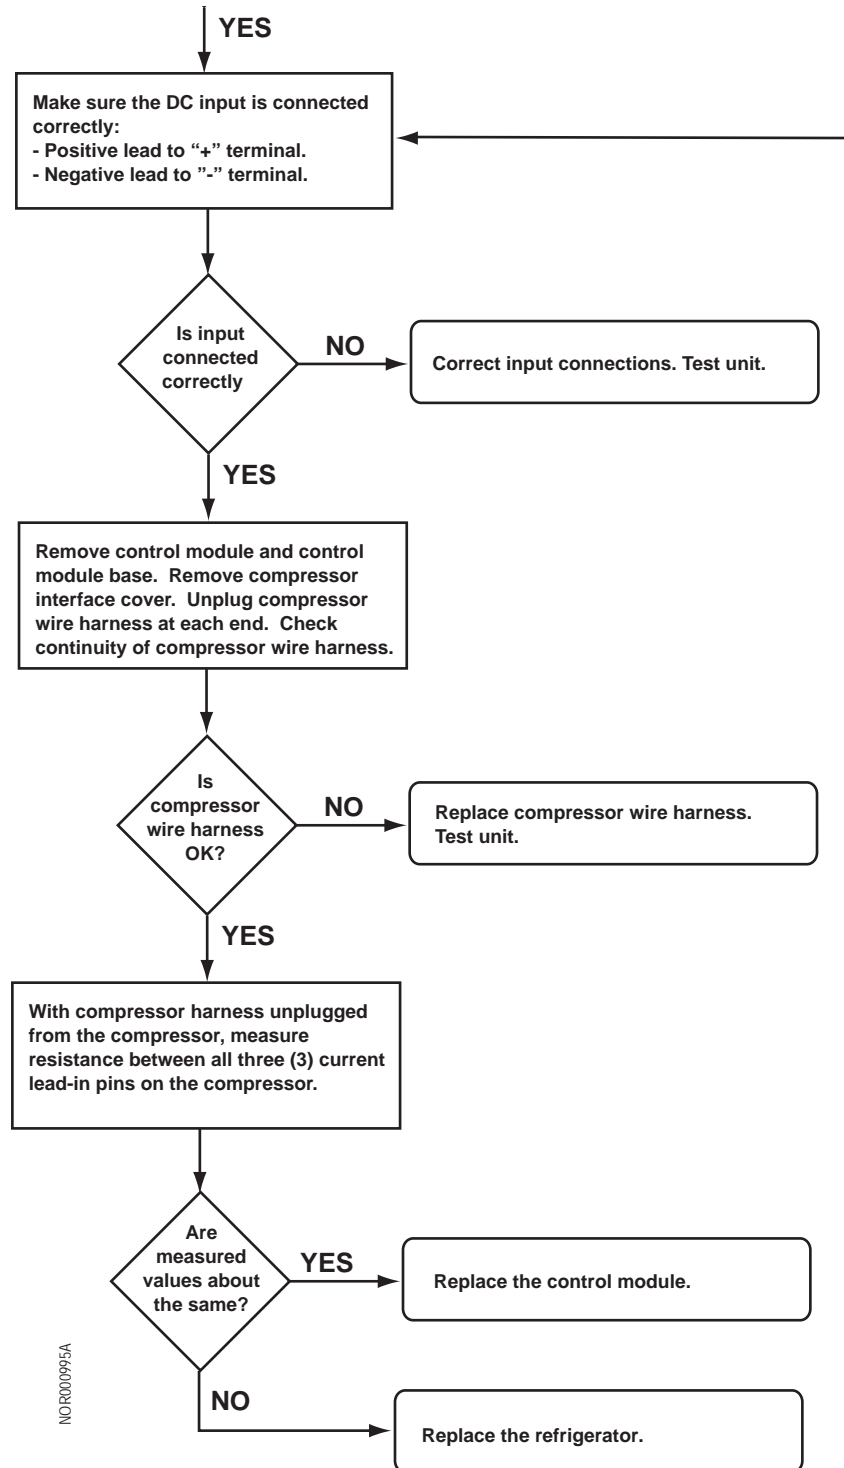 YES
Make sure the DC input is connected
correctly:
- Positive lead to “+” terminal.
- Negative lead to ”-” terminal.
Is input
connected
correctly
NO
Correct input connections. Test unit.
YES
Remove control module and control
module base.  Remove compressor
interface cover.  Unplug compressor
wire harness at each end.  Check
continuity of compressor wire harness.
Is
compressor
wire harness
OK?
NO
Replace compressor wire harness.
Test unit.
YES
With compressor harness unplugged
from the compressor, measure
resistance between all three (3) current
lead-in pins on the compressor.
Are
measured
values about
the same?
YES
Replace the control module.
NO
Replace the refrigerator.
NOR000995A